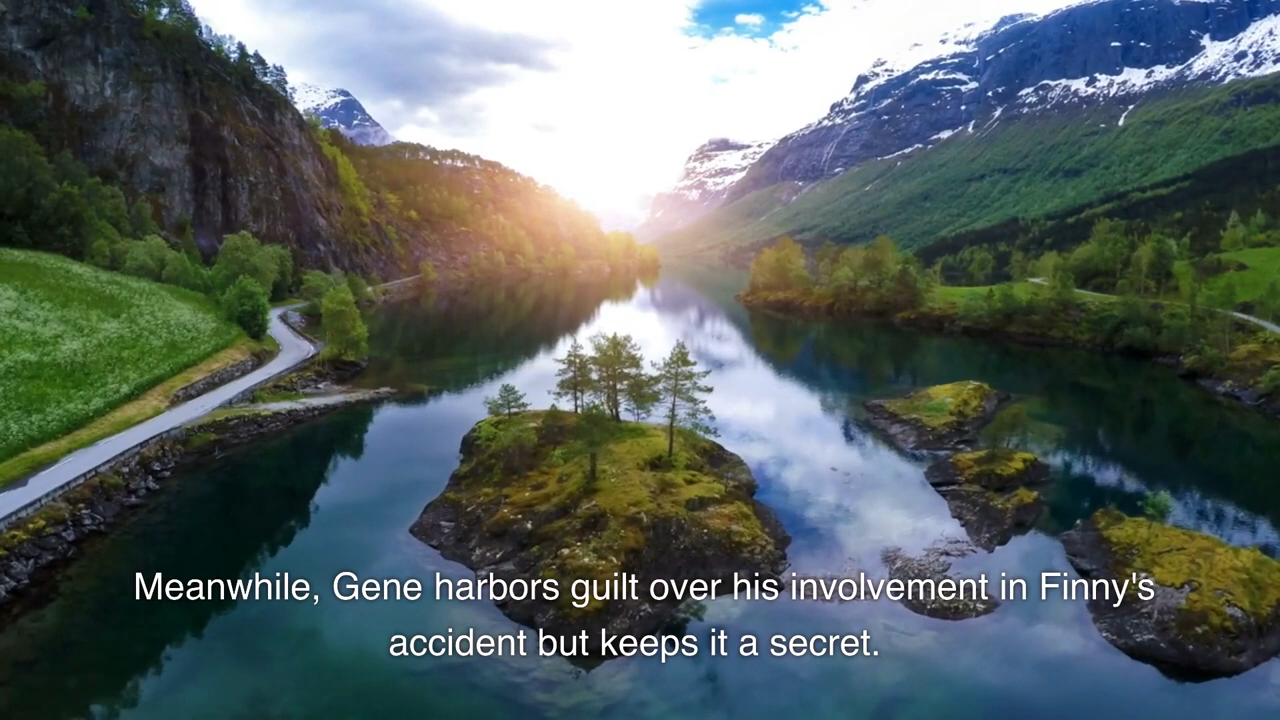 Meanwhile, Gene harbors guilt over his involvement in Finny's
accident but keeps it a secret.